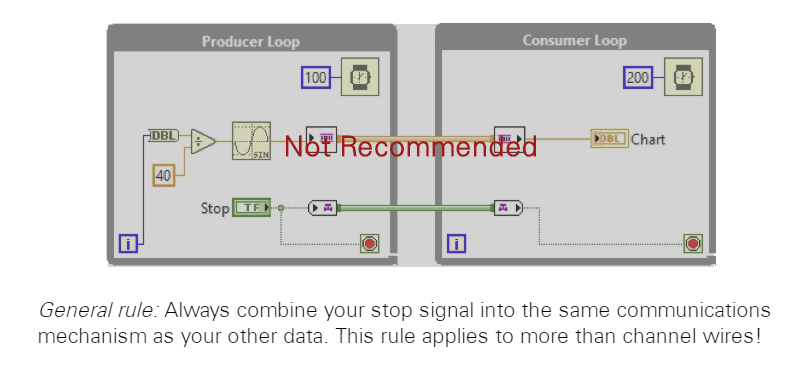 Producer Loop
Consumer Loop
100
200
DBL
SIN
Not Recommended
DBL
Chart
40
Stop
TF
i
i
General rule: Always combine your stop signal into the same communications
mechanism as your other data. This rule applies to more than channel wires!